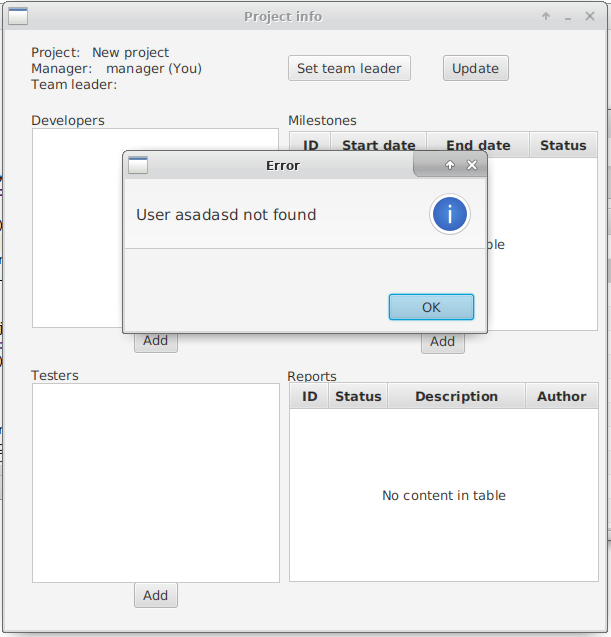 Project info
Project: New project
Manager: manager (You)
Team leader:
Set team leader
Update
Developers
Milestones
ID Start date End date Status
Error
User asadasd not found
OK
Add
Add
Testers
Reports
ID Status Description Author
No content in table
Add